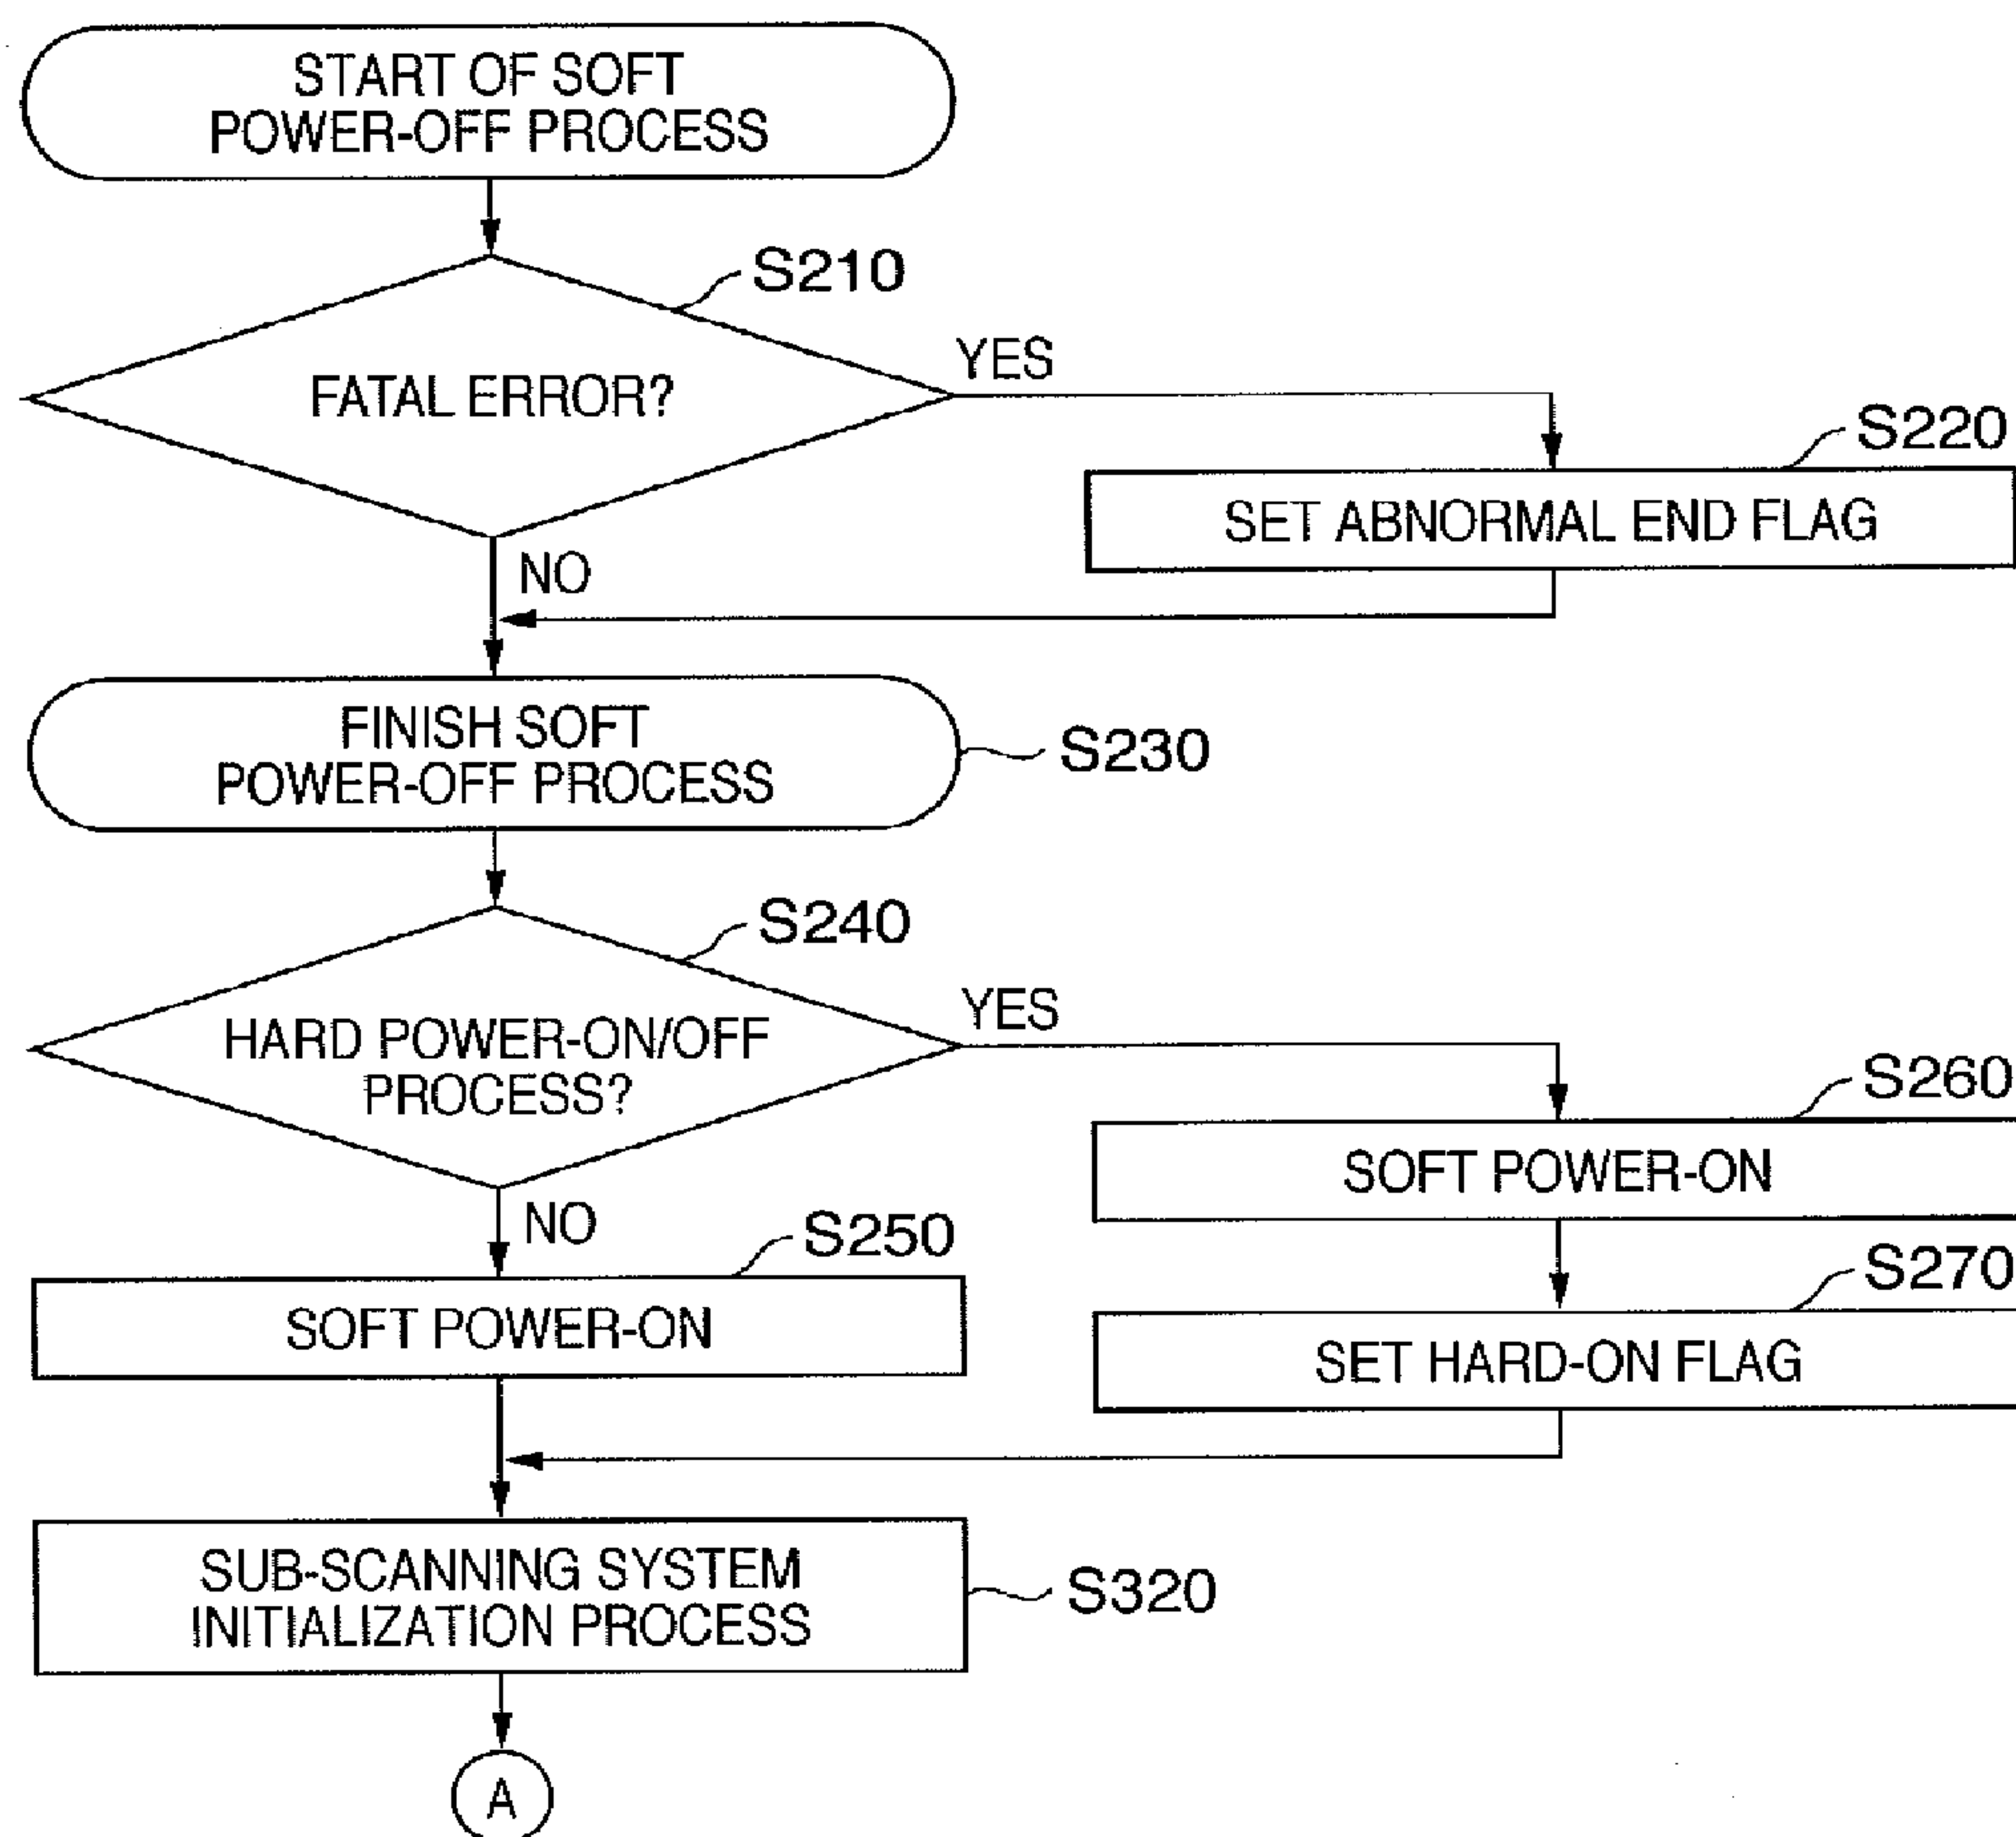 START OF SOFT
POWER-OFF PROCESS
S210
FATAL ERROR?
YES
S220
SET ABNORMAL END FLAG
NO
FINISH SOFT
POWER-OFF PROCESS
S230
S240
HARD POWER-ON/OFF
PROCESS?
YES
S260
SOFT POWER-ON
NO
S250
SOFT POWER-ON
S270
SET HARD-ON FLAG
SUB-SCANNING SYSTEM
INITIALIZATION PROCESS
S320
A